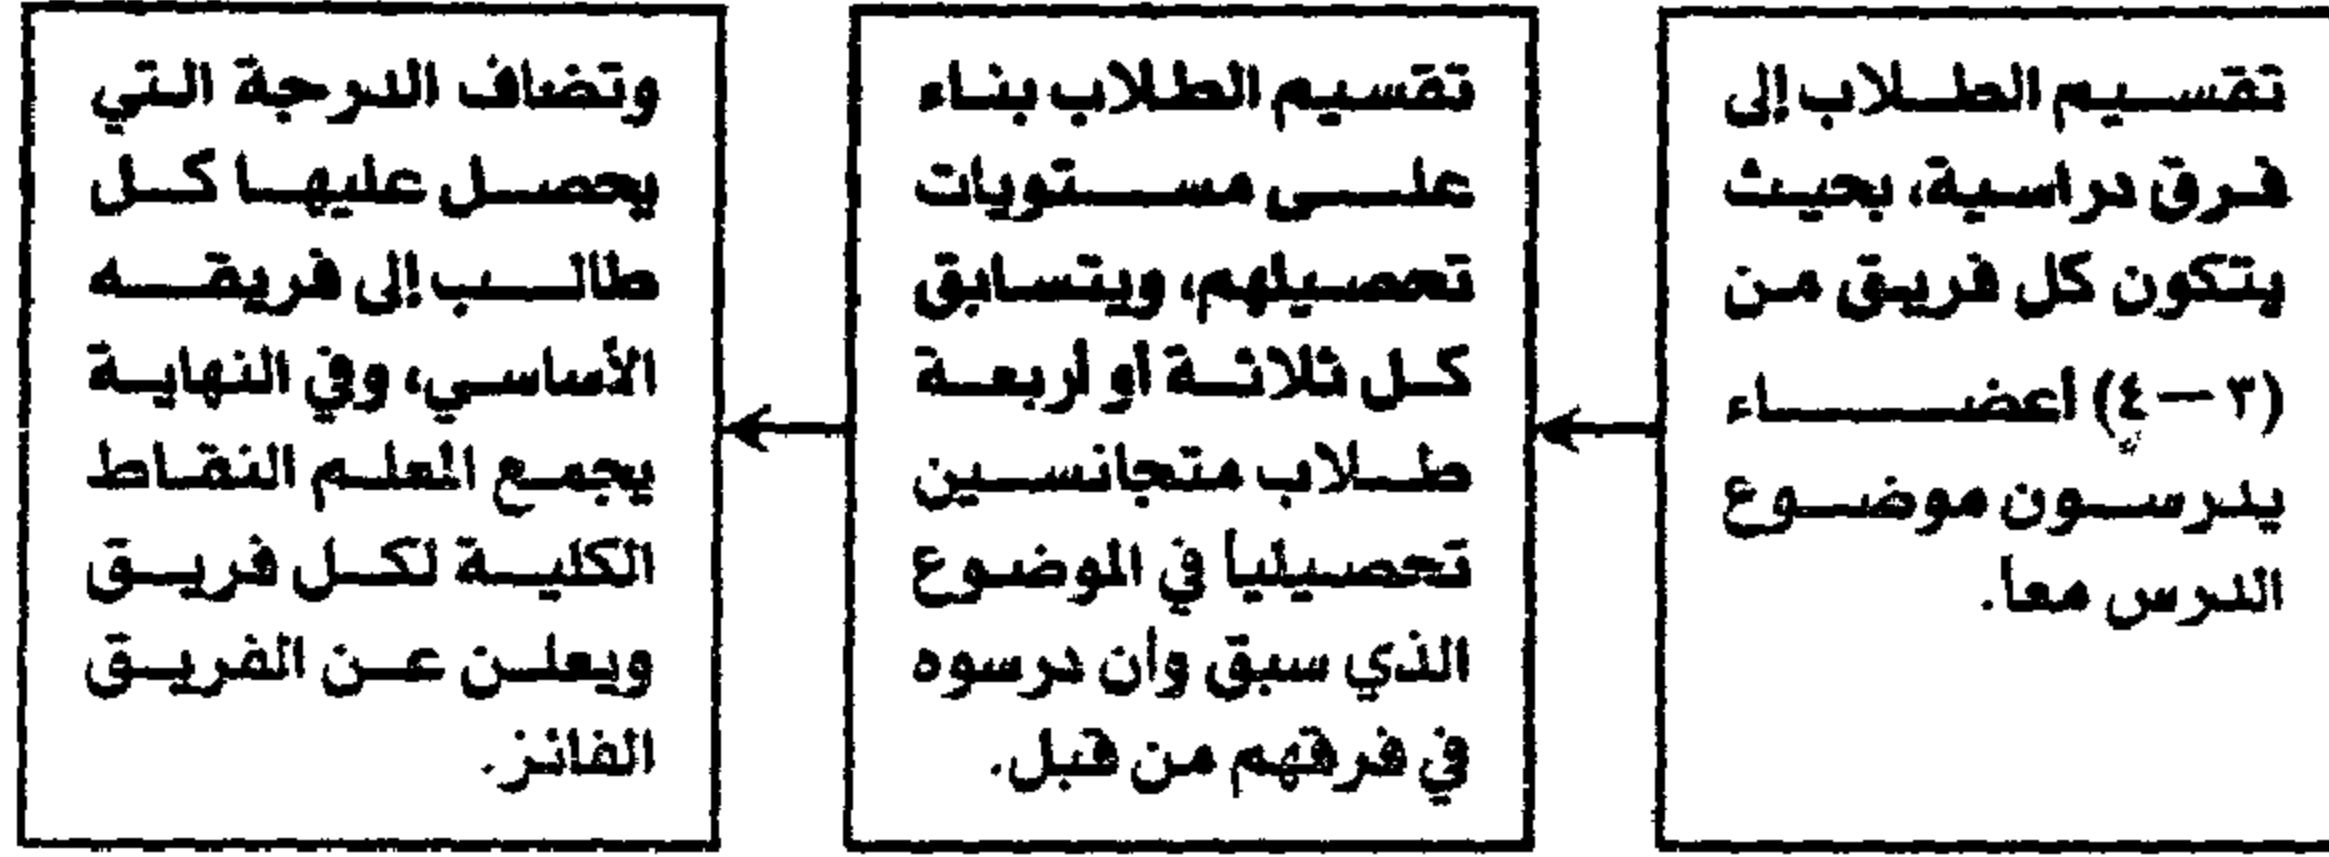 تقسيم الطلاب إلى
فرق دراسية، بحيث
يتكون كل فريق من
(٣ – ٤) أعضاء
يدرسون موضوع
الدرس معاً.
تقسيم الطلاب بناء
على مستويات
تحصيلهم، ويتسابق
كل ثلاثة أو أربعة
طلاب متجانسين
تحصيلياً في الموضوع
الذي سبق وأن درسوه
في فرقهم من قبل.
وتضاف الدرجة التي
يحصل عليها كل
طالب إلى فريقه
الأساسي، وفي النهاية
يجمع المعلم النقاط
الكلية لكل فريق
ويعلن عن الفريق
الفائز.